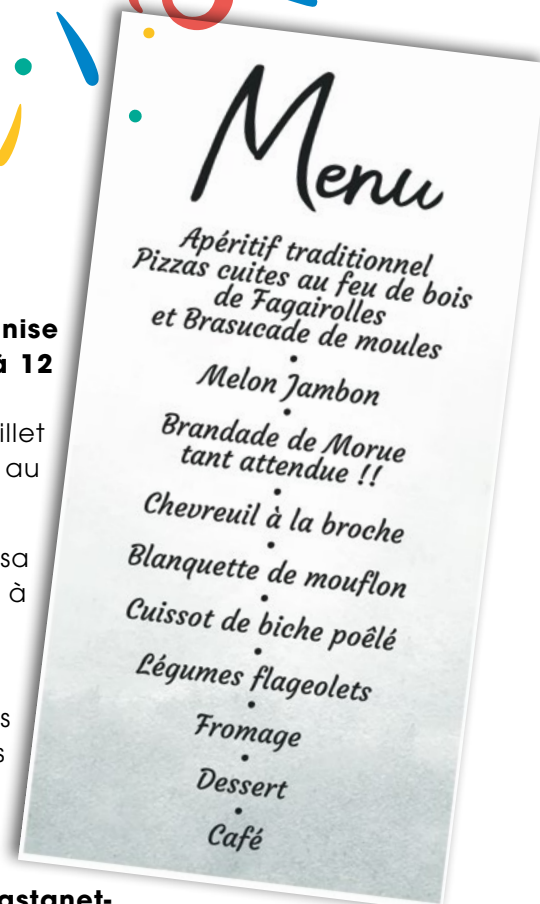 nise
à 12
illet
au
sa
à
s
s
astanet-
Menu
Apéritif traditionnel
Pizzas cuites au feu de bois
de Fagairolles
et Brasucade de moules
•
Melon Jambon
•
Brandade de Morue
tant attendue !!
•
Chevreuil à la broche
•
Blanquette de mouflon
•
Cuissot de biche poêlé
•
Légumes flageolets
•
Fromage
•
Dessert
•
Café